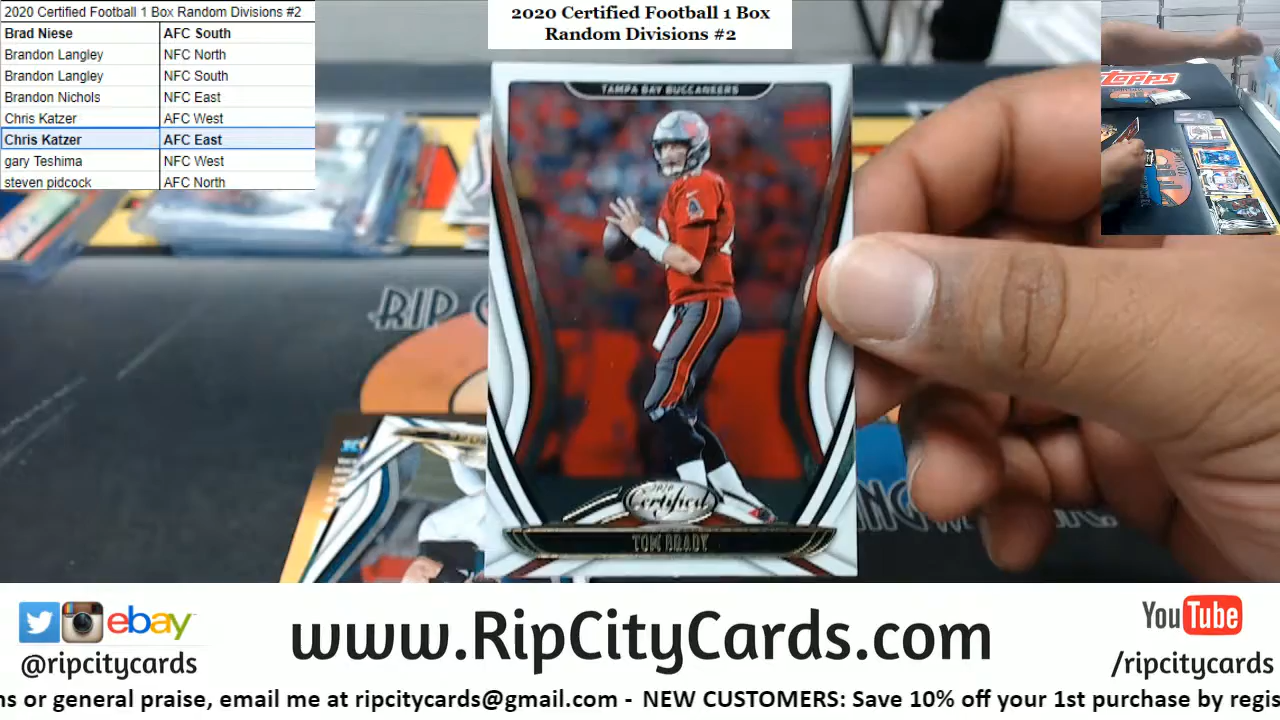 2020 Certified Football 1 Box Random Divisions #2
Brad Niese AFC South
Brandon Langley NFC North
Brandon Langley NFC South
Brandon Nichols NFC East
Chris Katzer AFC West
Chris Katzer AFC East
gary Teshima NFC West
steven pidcock AFC North
2020 Certified Football 1 Box
Random Divisions #2
TAMPA BAY BUCCANEERS
topps
RIP
2020
Certified
TOM BRADY
ebay
www.RipCityCards.com
YouTube
@ripcitycards
/ripcitycards
ns or general praise, email me at ripcitycards@gmail.com - NEW CUSTOMERS: Save 10% off your 1st purchase by regis